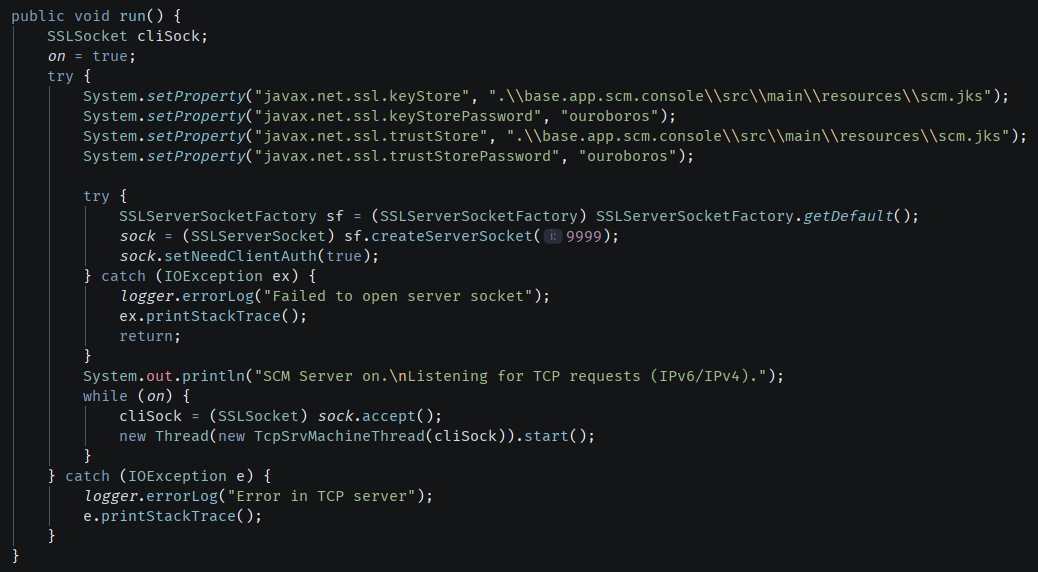 public void run() {
    SSLSocket cliSock;
    on = true;
    try {
        System.setProperty("javax.net.ssl.keyStore", ".\\base.app.scm.console\\src\\main\\resources\\scm.jks");
        System.setProperty("javax.net.ssl.keyStorePassword", "ouroboros");
        System.setProperty("javax.net.ssl.trustStore", ".\\base.app.scm.console\\src\\main\\resources\\scm.jks");
        System.setProperty("javax.net.ssl.trustStorePassword", "ouroboros");

        try {
            SSLServerSocketFactory sf = (SSLServerSocketFactory) SSLServerSocketFactory.getDefault();
            sock = (SSLServerSocket) sf.createServerSocket( i: 9999);
            sock.setNeedClientAuth(true);
        } catch (IOException ex) {
            logger.errorLog("Failed to open server socket");
            ex.printStackTrace();
            return;
        }
        System.out.println("SCM Server on.\nListening for TCP requests (IPv6/IPv4).");
        while (on) {
            cliSock = (SSLSocket) sock.accept();
            new Thread(new TcpSrvMachineThread(cliSock)).start();
        }
    } catch (IOException e) {
        logger.errorLog("Error in TCP server");
        e.printStackTrace();
    }
}